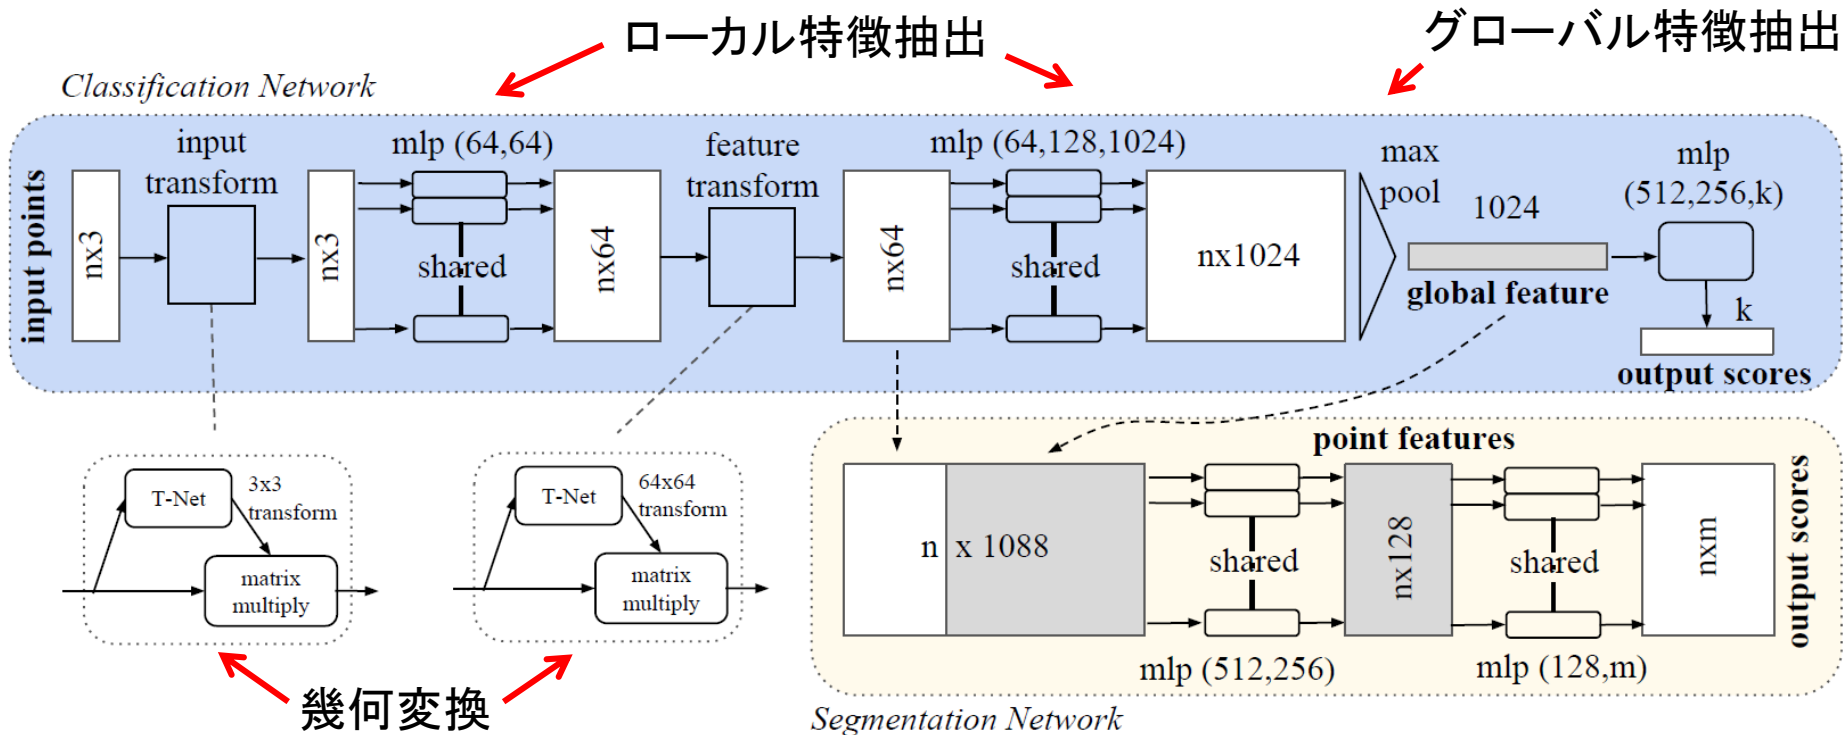 ローカル特徴抽出
グローバル特徴抽出
Classification Network
input points
nx3
input
transform
nx3
mlp (64,64)
shared
nx64
feature
transform
nx64
mlp (64,128,1024)
shared
nx1024
max
pool
1024
global feature
mlp
(512,256,k)
k
output scores
T-Net
3x3
transform
matrix
multiply
T-Net
64x64
transform
matrix
multiply
幾何変換
point features
n x 1088
shared
mlp (512,256)
nx128
shared
mlp (128,m)
nxm
output scores
Segmentation Network